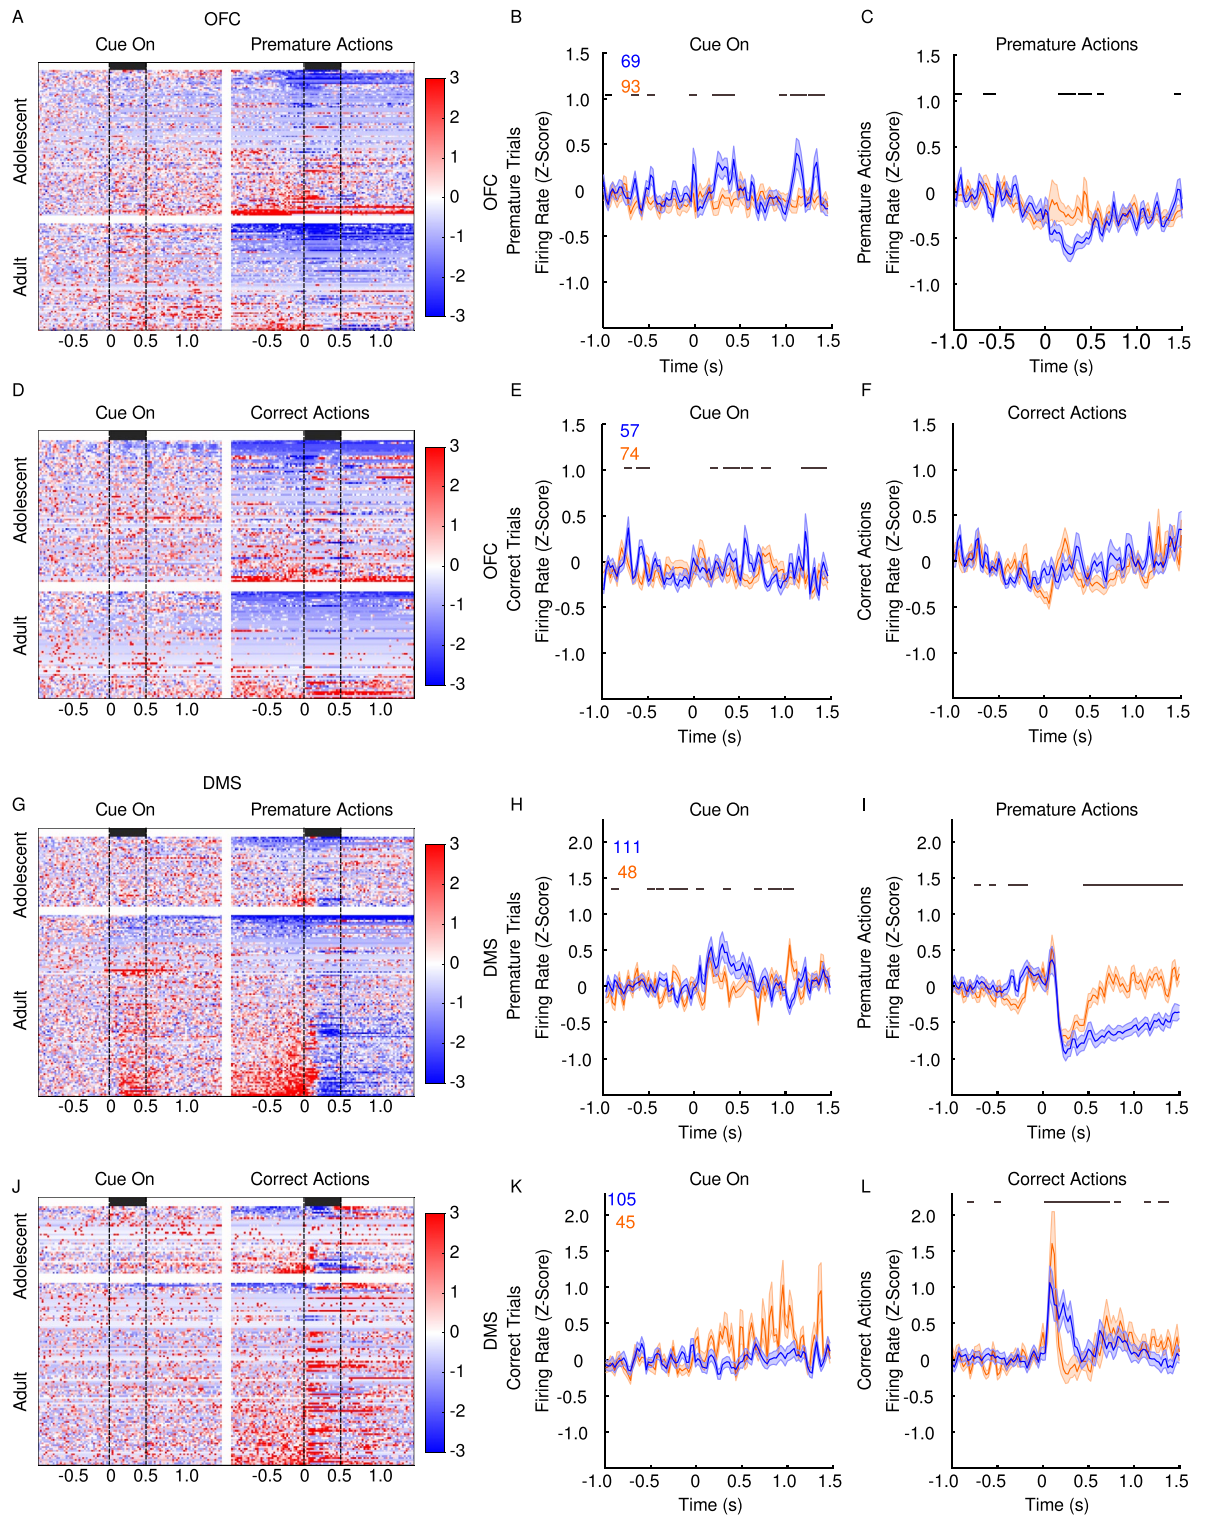 A
OFC
Cue On
Premature Actions
Adolescent
Adult
3
2
1
0
-1
-2
-3
-0.5 0 0.5 1.0
-0.5 0 0.5 1.0
B
Cue On
69
93
OFC
Premature Trials
Firing Rate (Z-Score)
1.5
1.0
0.5
0
-0.5
-1.0
-1.0 -0.5 0 0.5 1.0 1.5
Time (s)
C
Premature Actions
Premature Actions
Firing Rate (Z-Score)
1.5
1.0
0.5
0
-0.5
-1.0
-1.0 -0.5 0 0.5 1.0 1.5
Time (s)
D
Cue On
Correct Actions
Adolescent
Adult
3
2
1
0
-1
-2
-3
-0.5 0 0.5 1.0
-0.5 0 0.5 1.0
E
Cue On
57
74
OFC
Correct Trials
Firing Rate (Z-Score)
1.5
1.0
0.5
0
-0.5
-1.0
-1.0 -0.5 0 0.5 1.0 1.5
Time (s)
F
Correct Actions
Correct Actions
Firing Rate (Z-Score)
1.5
1.0
0.5
0
-0.5
-1.0
-1.0 -0.5 0 0.5 1.0 1.5
Time (s)
DMS
G
Cue On
Premature Actions
Adolescent
Adult
3
2
1
0
-1
-2
-3
-0.5 0 0.5 1.0
-0.5 0 0.5 1.0
H
Cue On
111
48
DMS
Premature Trials
Firing Rate (Z-Score)
2.0
1.5
1.0
0.5
0
-0.5
-1.0
-1.0 -0.5 0 0.5 1.0 1.5
Time (s)
I
Premature Actions
Premature Actions
Firing Rate (Z-Score)
2.0
1.5
1.0
0.5
0
-0.5
-1.0
-1.0 -0.5 0 0.5 1.0 1.5
Time (s)
J
Cue On
Correct Actions
Adolescent
Adult
3
2
1
0
-1
-2
-3
-0.5 0 0.5 1.0
-0.5 0 0.5 1.0
K
Cue On
105
45
DMS
Correct Trials
Firing Rate (Z-Score)
2.0
1.5
1.0
0.5
0
-0.5
-1.0
-1.0 -0.5 0 0.5 1.0 1.5
Time (s)
L
Correct Actions
Correct Actions
Firing Rate (Z-Score)
2.0
1.5
1.0
0.5
0
-0.5
-1.0
-1.0 -0.5 0 0.5 1.0 1.5
Time (s)